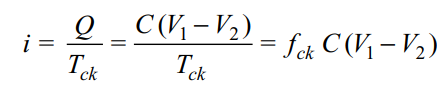 i = Q / T_ck = C(V_1 − V_2) / T_ck = f_ck C(V_1 − V_2)